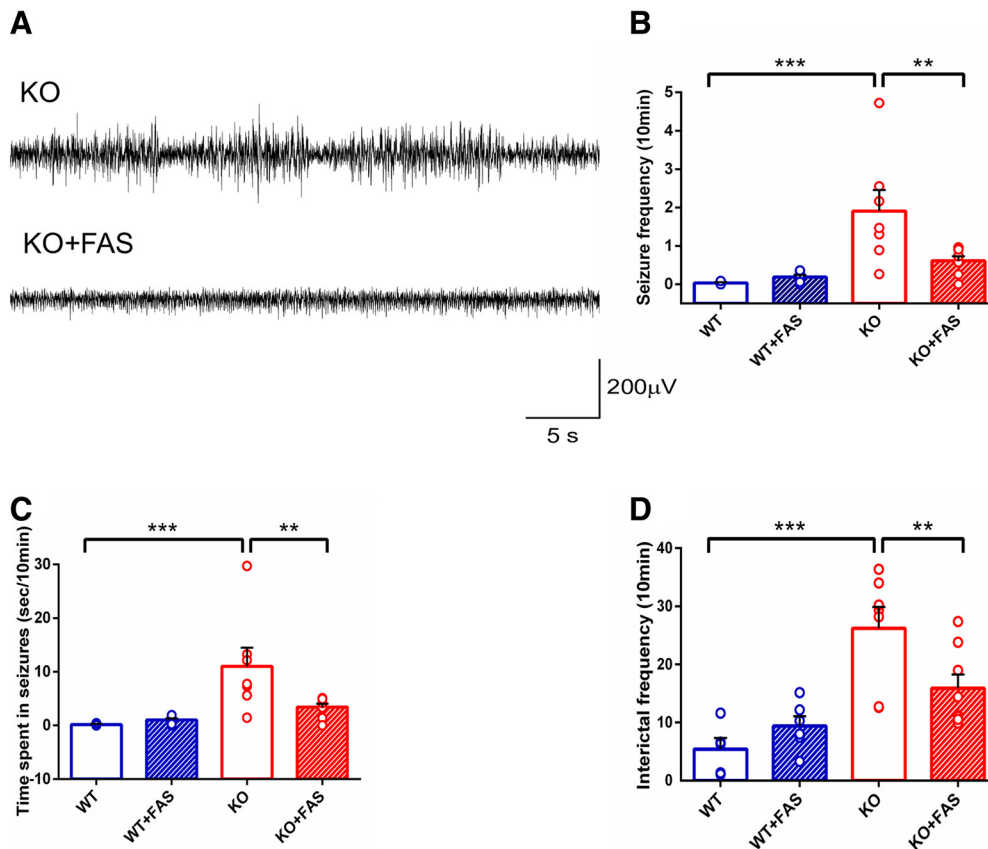 A
KO
KO+FAS
200μV
5 s
B
***
**
Seizure frequency (10min)
5
4
3
2
1
0
WT
WT+FAS
KO
KO+FAS
C
***
**
Time spent in seizures (sec/10min)
30
20
10
0
-10
WT
WT+FAS
KO
KO+FAS
D
***
**
Interictal frequency (10min)
40
30
20
10
0
WT
WT+FAS
KO
KO+FAS